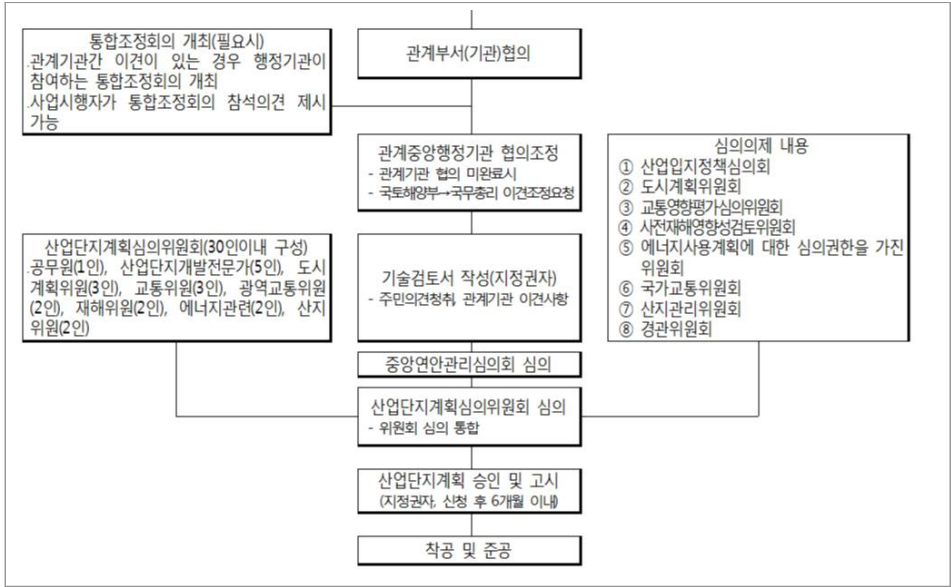 통합조정회의 개최(필요시)
.관계기관간 이견이 있는 경우 행정기관이
참여하는 통합조정회의 개최
.사업시행자가 통합조정회의 참석의견 제시
가능
관계부서(기관)협의
관계중앙행정기관 협의조정
- 관계기관 협의 미완료시
- 국토해양부→국무총리 이견조정요청
심의의제 내용
① 산업입지정책심의회
② 도시계획위원회
③ 교통영향평가심의위원회
④ 사전재해영향성검토위원회
⑤ 에너지사용계획에 대한 심의권한을 가진
위원회
⑥ 국가교통위원회
⑦ 산지관리위원회
⑧ 경관위원회
산업단지계획심의위원회(30인이내 구성)
.공무원(1인), 산업단지개발전문가(5인), 도시
계획위원(3인), 교통위원(3인), 광역교통위원
(2인), 재해위원(2인), 에너지관련(2인), 산지
위원(2인)
기술검토서 작성(지정권자)
- 주민의견청취, 관계기관 이견사항
중앙연안관리심의회 심의
산업단지계획심의위원회 심의
- 위원회 심의 통합
산업단지계획 승인 및 고시
(지정권자, 신청 후 6개월 이내)
착공 및 준공